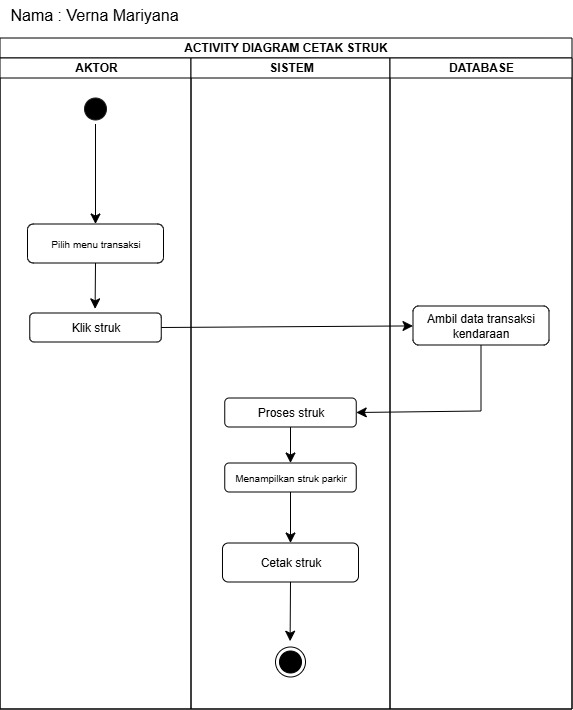 Nama : Verna Mariyana
ACTIVITY DIAGRAM CETAK STRUK
AKTOR
SISTEM
DATABASE
Pilih menu transaksi
Klik struk
Ambil data transaksi
kendaraan
Proses struk
Menampilkan struk parkir
Cetak struk